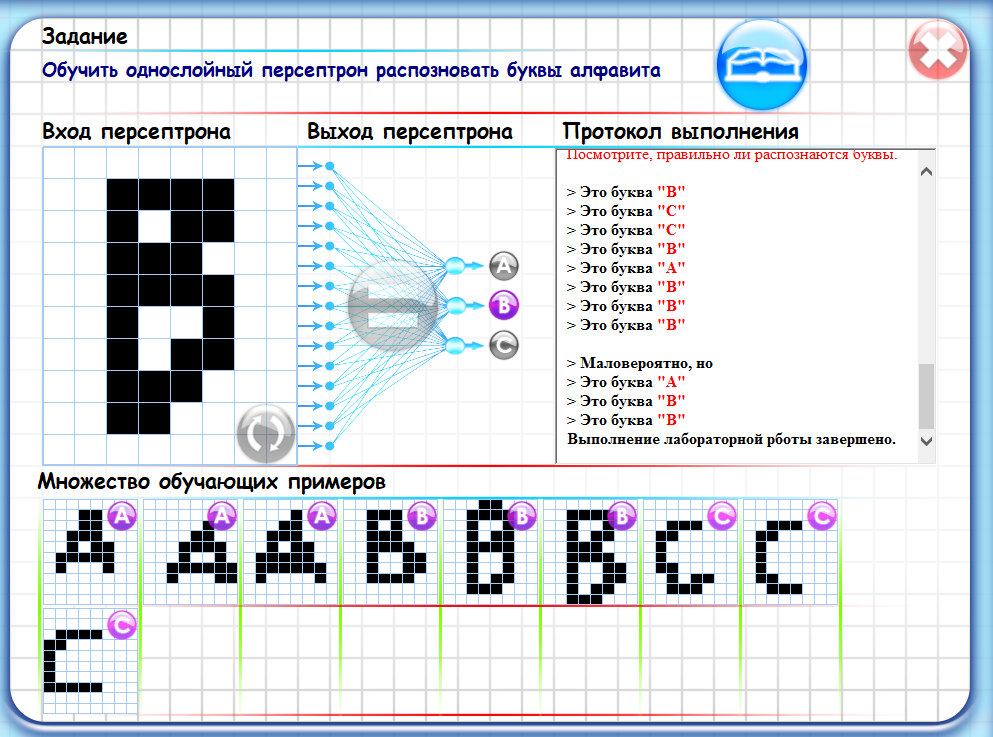 Задание
Обучить однослойный персептрон распозновать буквы алфавита
Вход персептрона
Выход персептрона
Протокол выполнения
Посмотрите, правильно ли распознаются буквы.
> Это буква "B"
> Это буква "C"
> Это буква "C"
> Это буква "B"
> Это буква "A"
> Это буква "B"
> Это буква "B"
> Это буква "B"
> Маловероятно, но
> Это буква "A"
> Это буква "B"
> Это буква "B"
Выполнение лабораторной рботы завершено.
A
B
C
Множество обучающих примеров
A
A
A
B
B
B
C
C
C